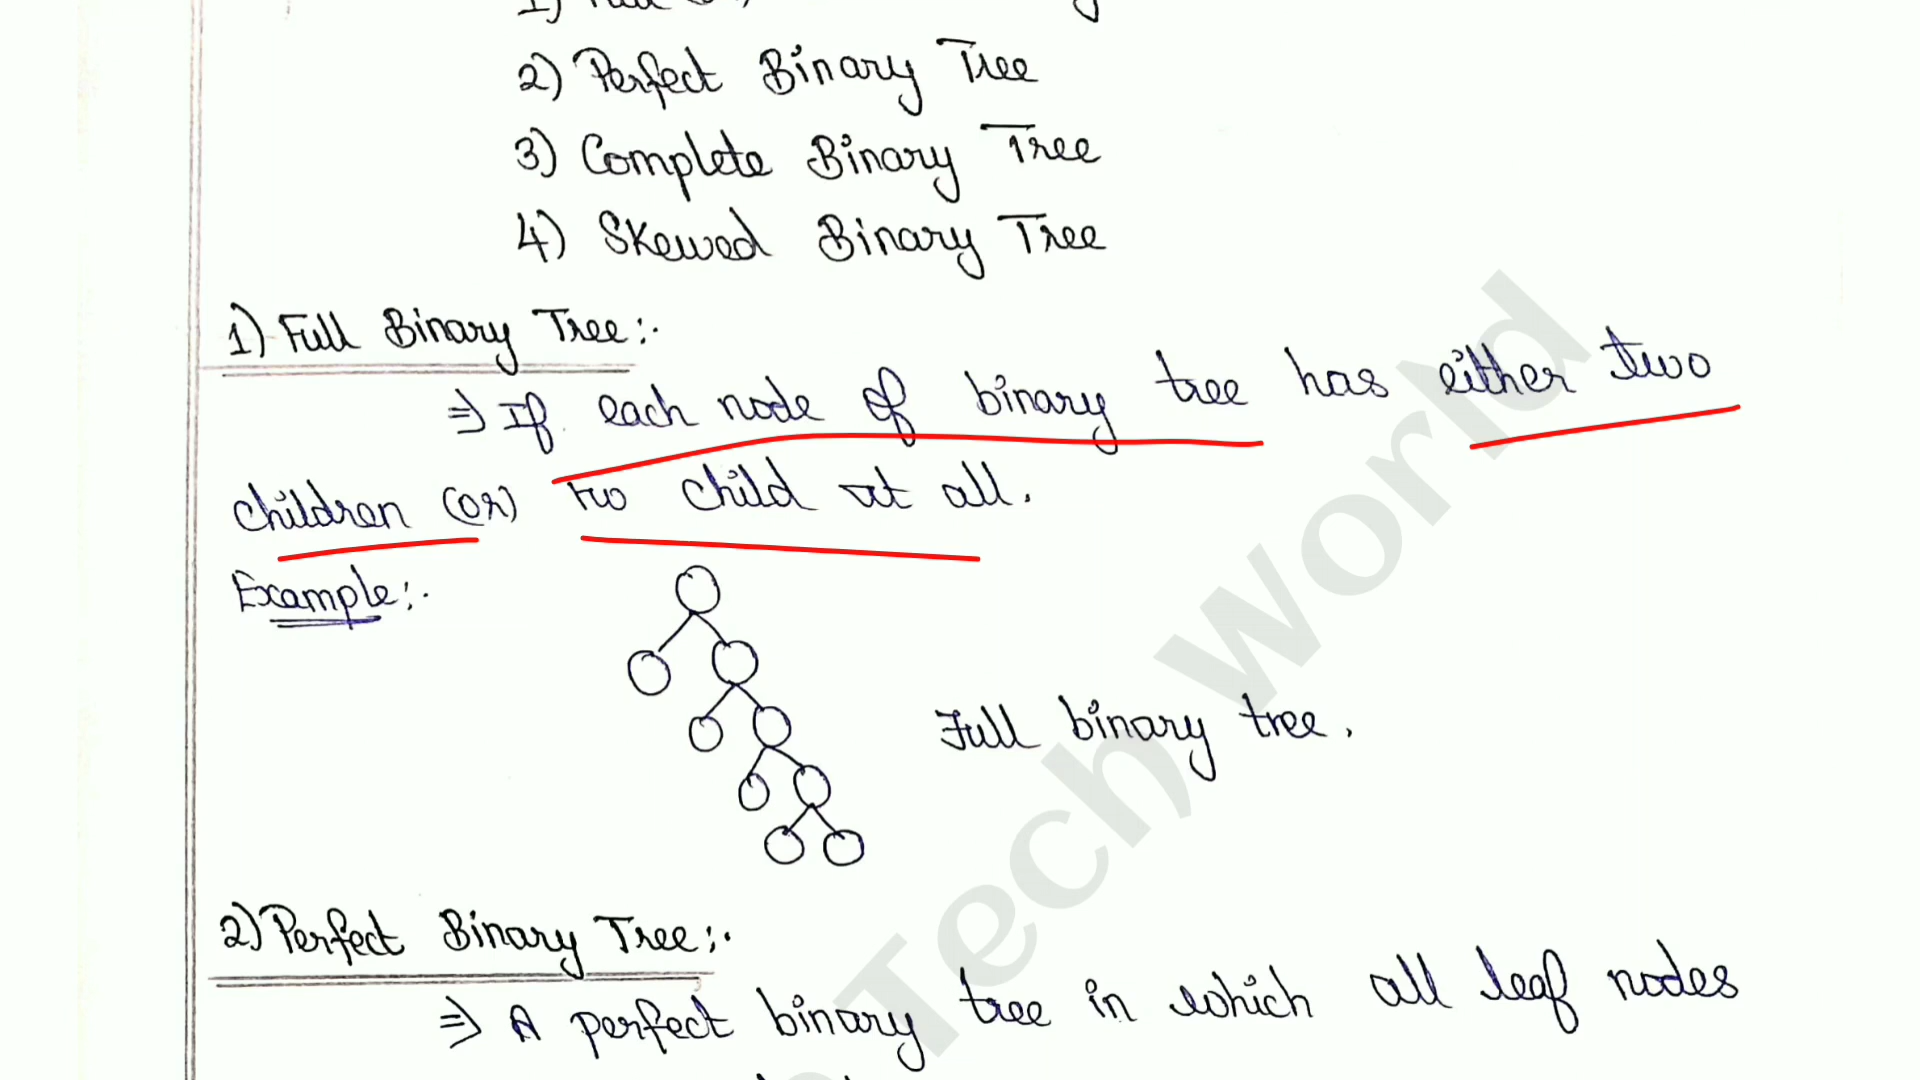 2) Perfect Binary Tree
3) Complete Binary Tree
4) Skewed Binary Tree
1) Full Binary Tree:.
⇒ If each node of binary tree has either two
children (or) no child at all.
Example:.
Full binary tree.
2) Perfect Binary Tree:.
⇒ A perfect binary tree in which all leaf nodes
Tech World